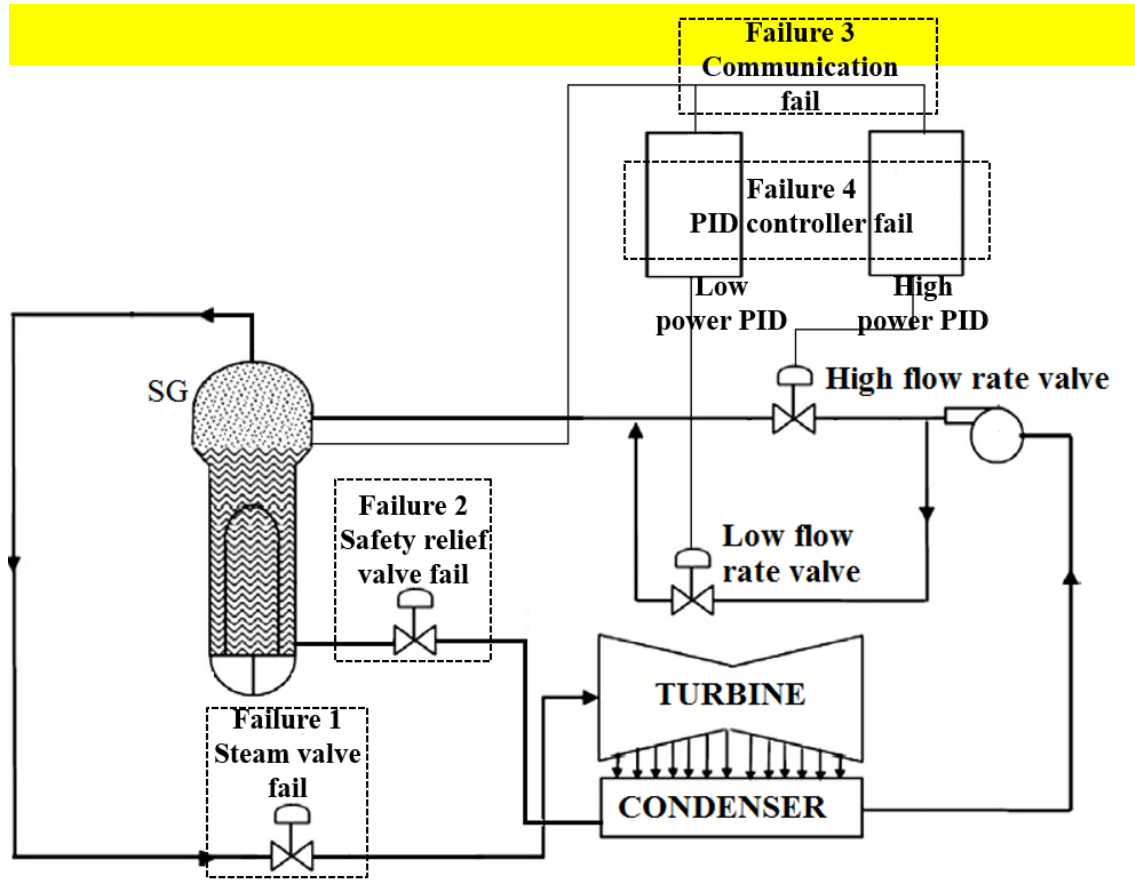 Failure 3
Communication
fail
Failure 4
PID controller fail
Low
power PID
High
power PID
SG
High flow rate valve
Failure 2
Safety relief
valve fail
Low flow
rate valve
TURBINE
Failure 1
Steam valve
fail
CONDENSER